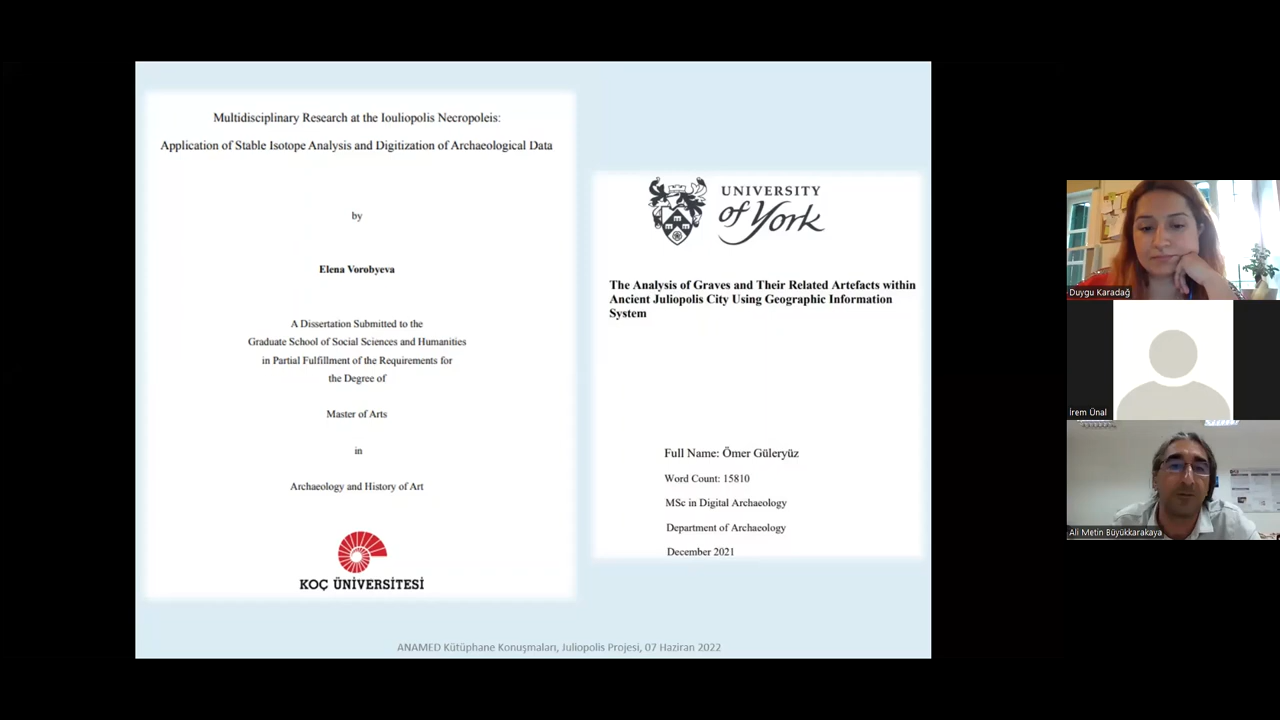 Multidisciplinary Research at the Iouliopolis Necropoleis:
Application of Stable Isotope Analysis and Digitization of Archaeological Data
by
Elena Vorobyeva
A Dissertation Submitted to the
Graduate School of Social Sciences and Humanities
in Partial Fulfillment of the Requirements for
the Degree of
Master of Arts
in
Archaeology and History of Art
KOÇ ÜNİVERSİTESİ
UNIVERSITY
of York
The Analysis of Graves and Their Related Artefacts within
Ancient Juliopolis City Using Geographic Information
System
Full Name: Ömer Güleryüz
Word Count: 15810
MSc in Digital Archaeology
Department of Archaeology
December 2021
ANAMED Kütüphane Konuşmaları, Juliopolis Projesi, 07 Haziran 2022
Duygu Karadağ
İrem Ünal
Ali Metin Büyükkarakaya